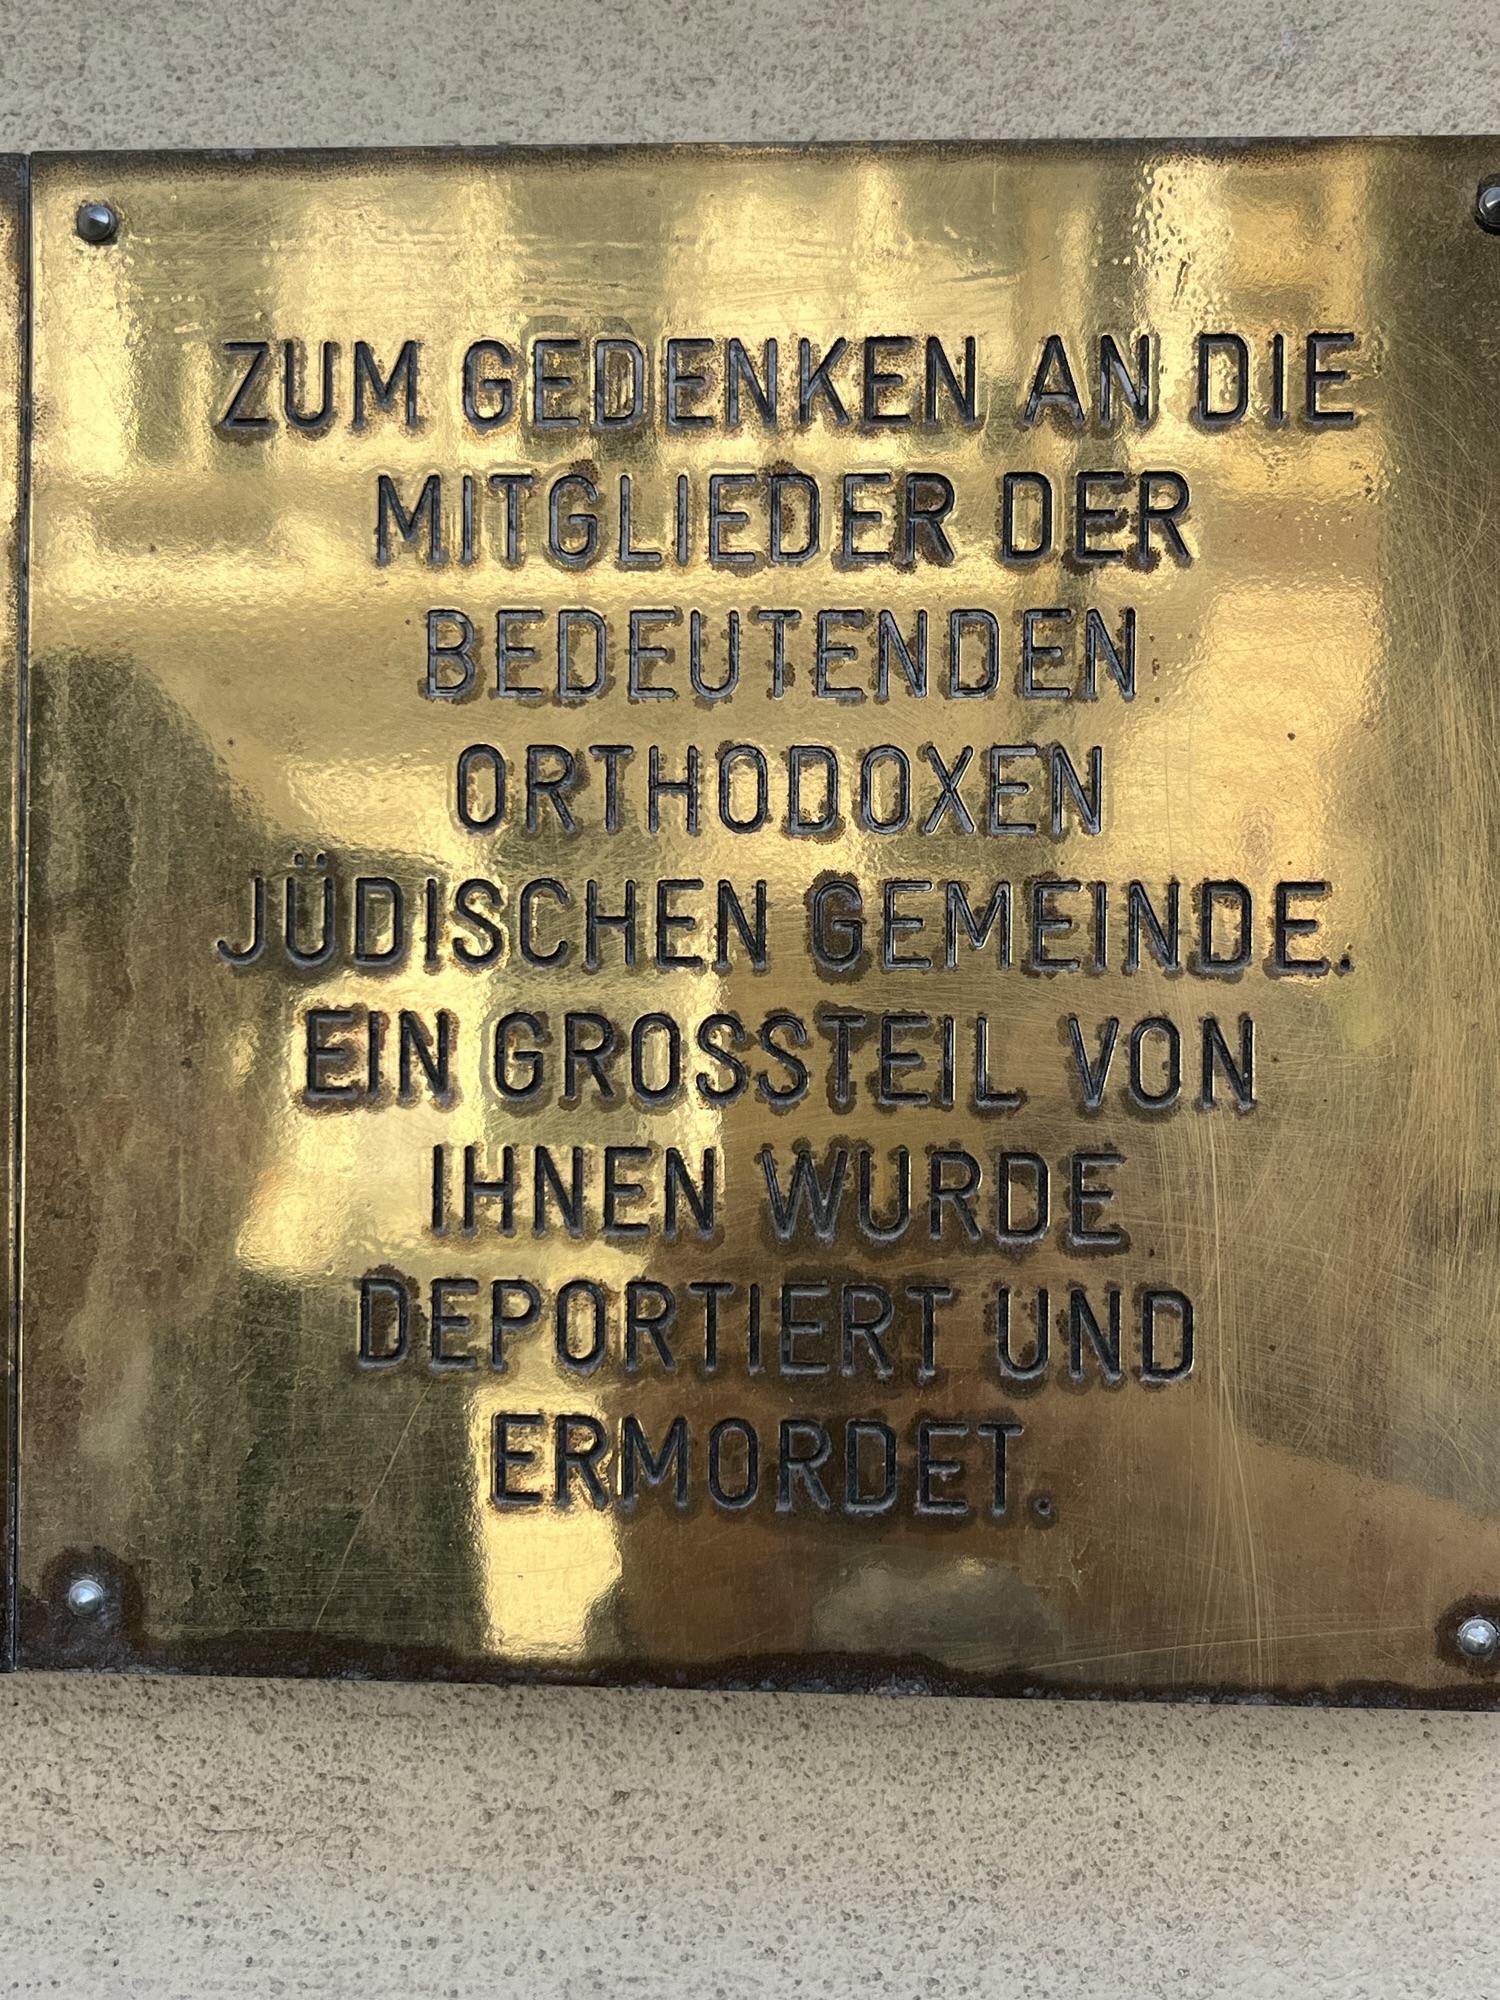 ZUM GEDENKEN AN DIE
MITGLIEDER DER
BEDEUTENDEN
ORTHODOXEN
JÜDISCHEN GEMEINDE.
EIN GROSSTEIL VON
IHNEN WURDE
DEPORTIERT UND
ERMORDET.